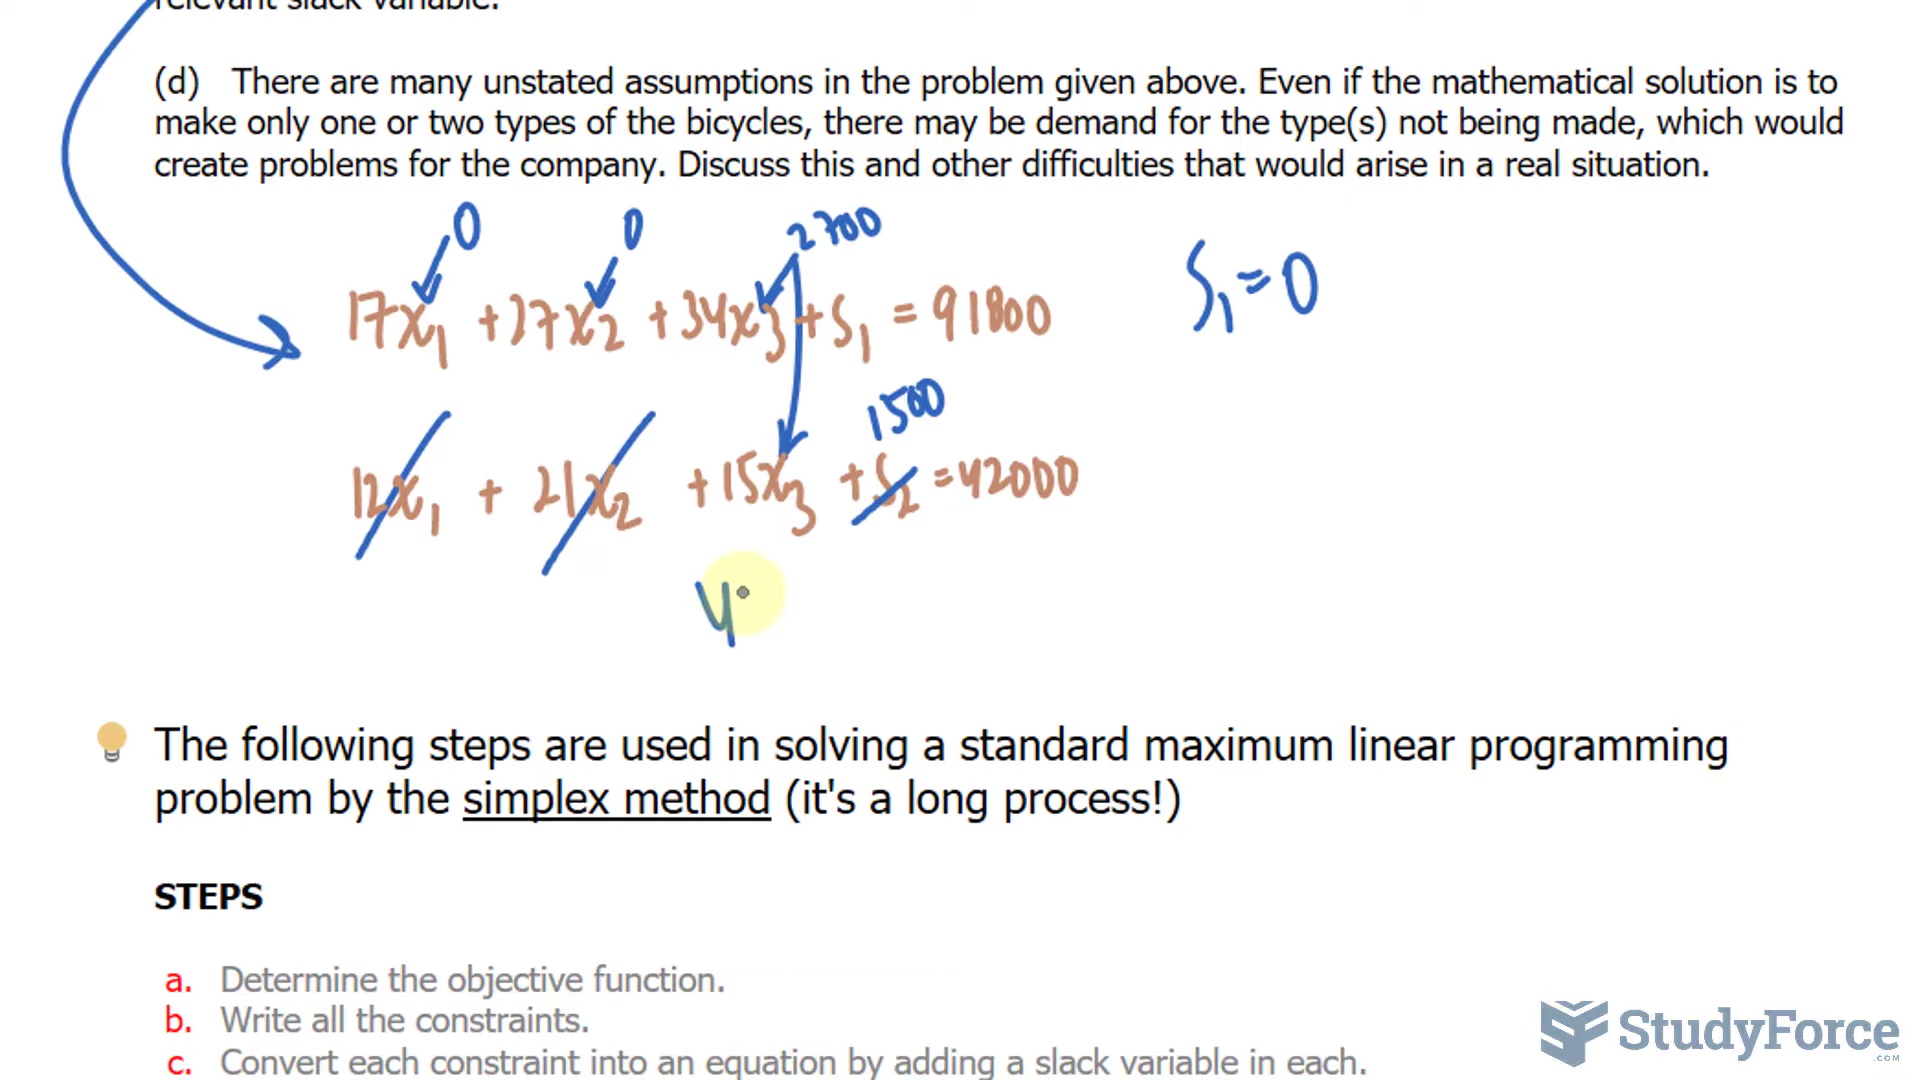 relevant slack variable.
(d) There are many unstated assumptions in the problem given above. Even if the mathematical solution is to
make only one or two types of the bicycles, there may be demand for the type(s) not being made, which would
create problems for the company. Discuss this and other difficulties that would arise in a real situation.
0 0 2700
17x₁ + 27x₂ + 34x₃ + S₁ = 91800 S₁ = 0
1500
12x₁ + 21x₂ + 15x₃ + S₂ = 42000
4
The following steps are used in solving a standard maximum linear programming
problem by the simplex method (it's a long process!)
STEPS
a. Determine the objective function.
b. Write all the constraints.
c. Convert each constraint into an equation by adding a slack variable in each.
StudyForce
.COM